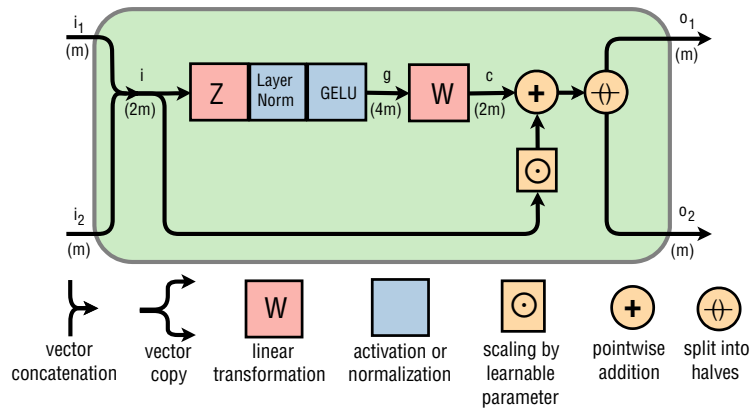 i1
(m)
o1
(m)
i
(2m)
Z
Layer
Norm
GELU
g
(4m)
W
c
(2m)
+
i2
(m)
o2
(m)
W
+
vector
concatenation
vector
copy
linear
transformation
activation or
normalization
scaling by
learnable
parameter
pointwise
addition
split into
halves